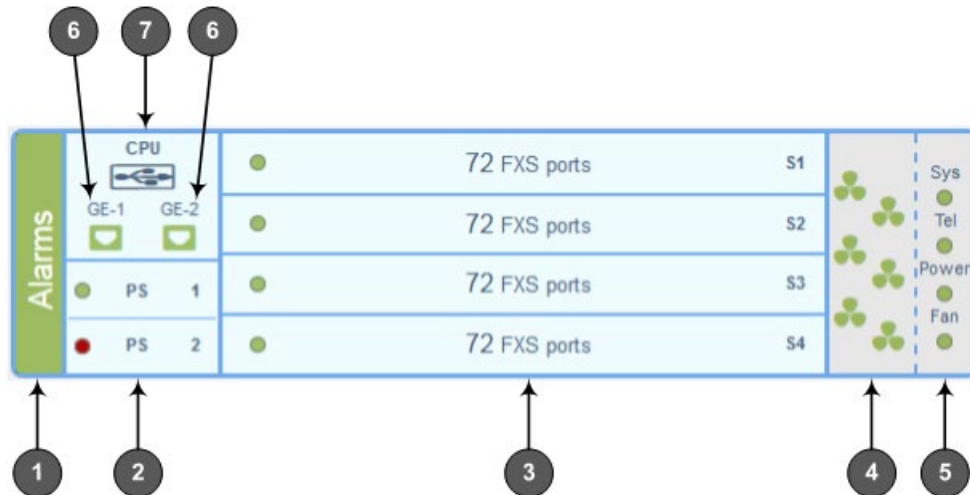 6 7 6
Alarms
CPU
GE-1 GE-2
PS 1
PS 2
72 FXS ports S1
72 FXS ports S2
72 FXS ports S3
72 FXS ports S4
Sys
Tel
Power
Fan
1 2 3 4 5